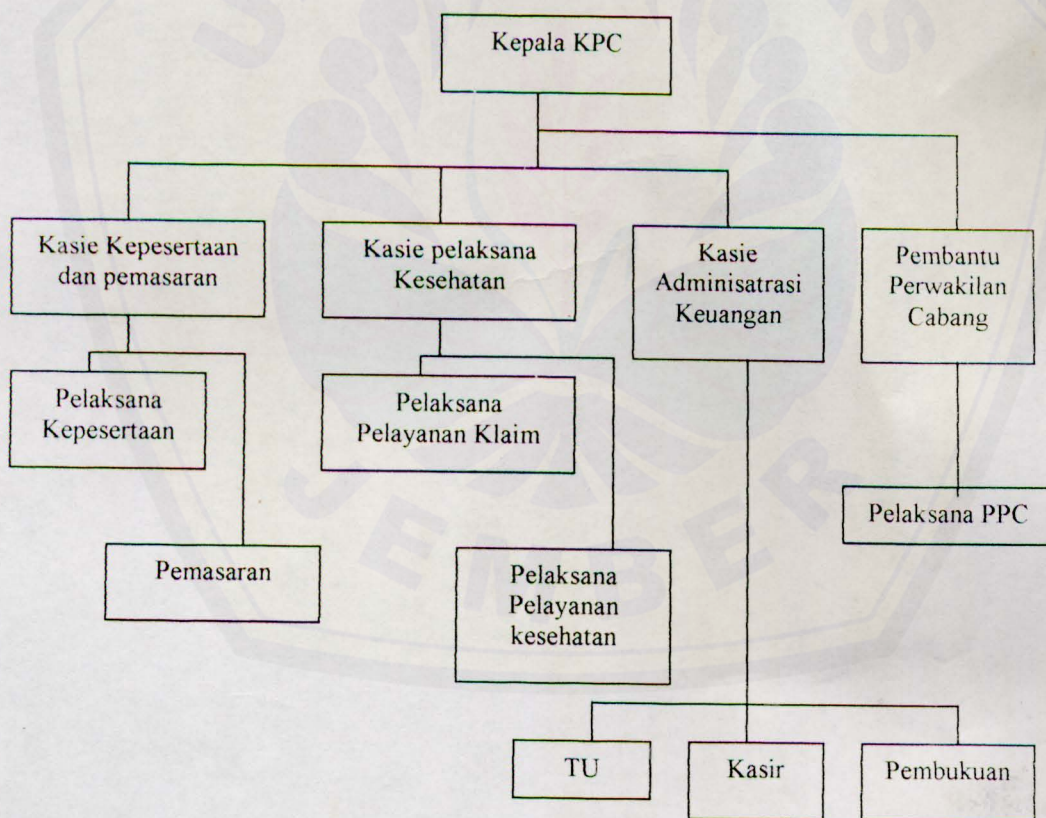 Kepala KPC
Kasie Kepesertaan
dan pemasaran
Kasie pelaksana
Kesehatan
Kasie
Adminisatrasi
Keuangan
Pembantu
Perwakilan
Cabang
Pelaksana
Kepesertaan
Pelaksana
Pelayanan Klaim
Pelaksana PPC
Pemasaran
Pelaksana
Pelayanan
kesehatan
TU
Kasir
Pembukuan
JEMBER